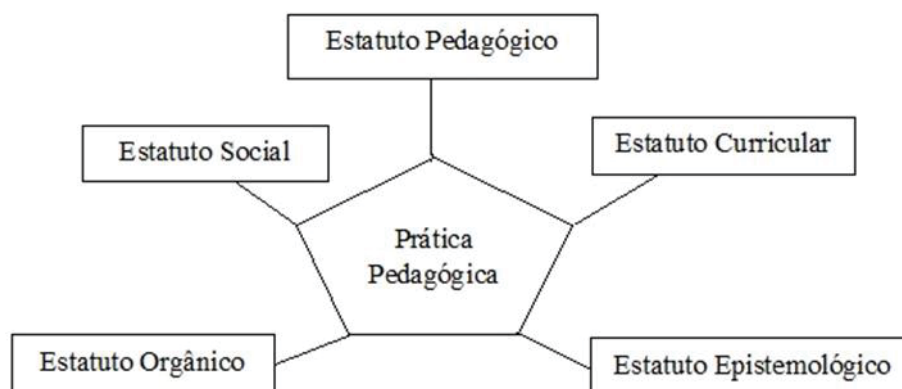 Estatuto Pedagógico
Estatuto Social
Estatuto Curricular
Prática
Pedagógica
Estatuto Orgânico
Estatuto Epistemológico